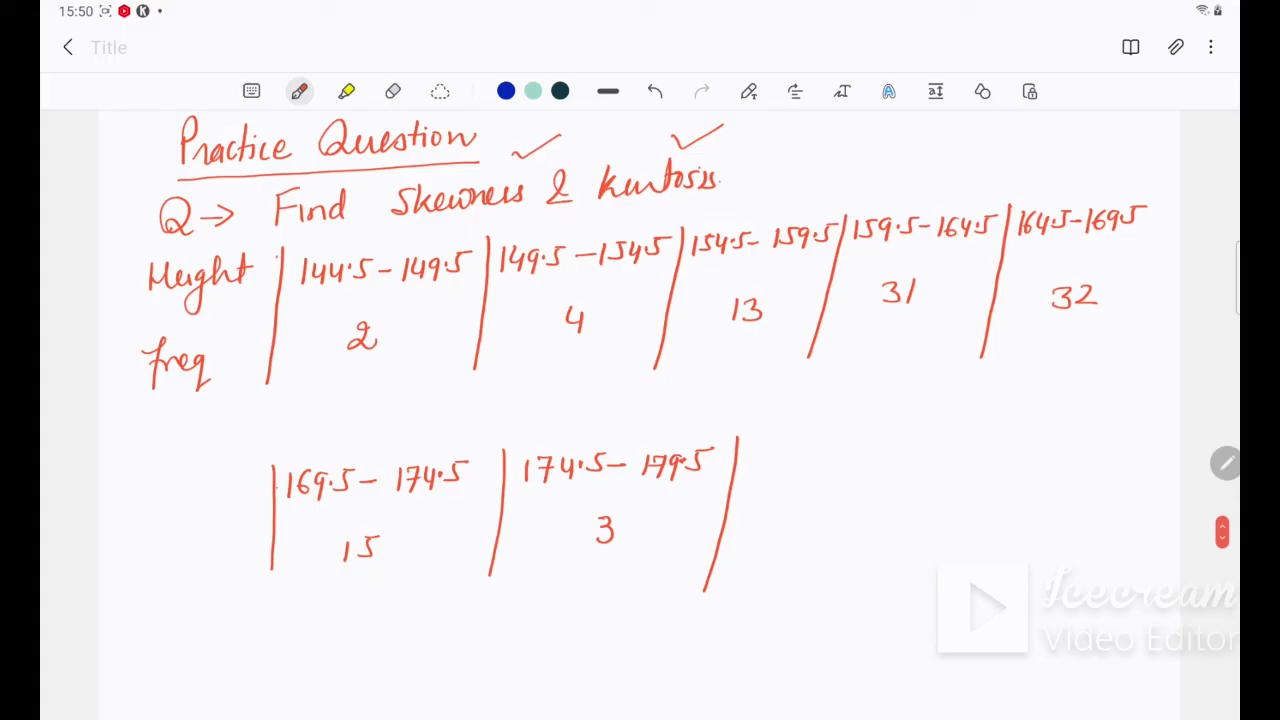 15:50
Title
Practice Question
Q → Find Skewness & Kurtosis.
Height | 144.5 - 149.5 | 149.5 - 154.5 | 154.5 - 159.5 | 159.5 - 164.5 | 164.5 - 169.5
freq 2 4 13 31 32
| 169.5 - 174.5 | 174.5 - 179.5 |
15 3
Icecream
Video Editor